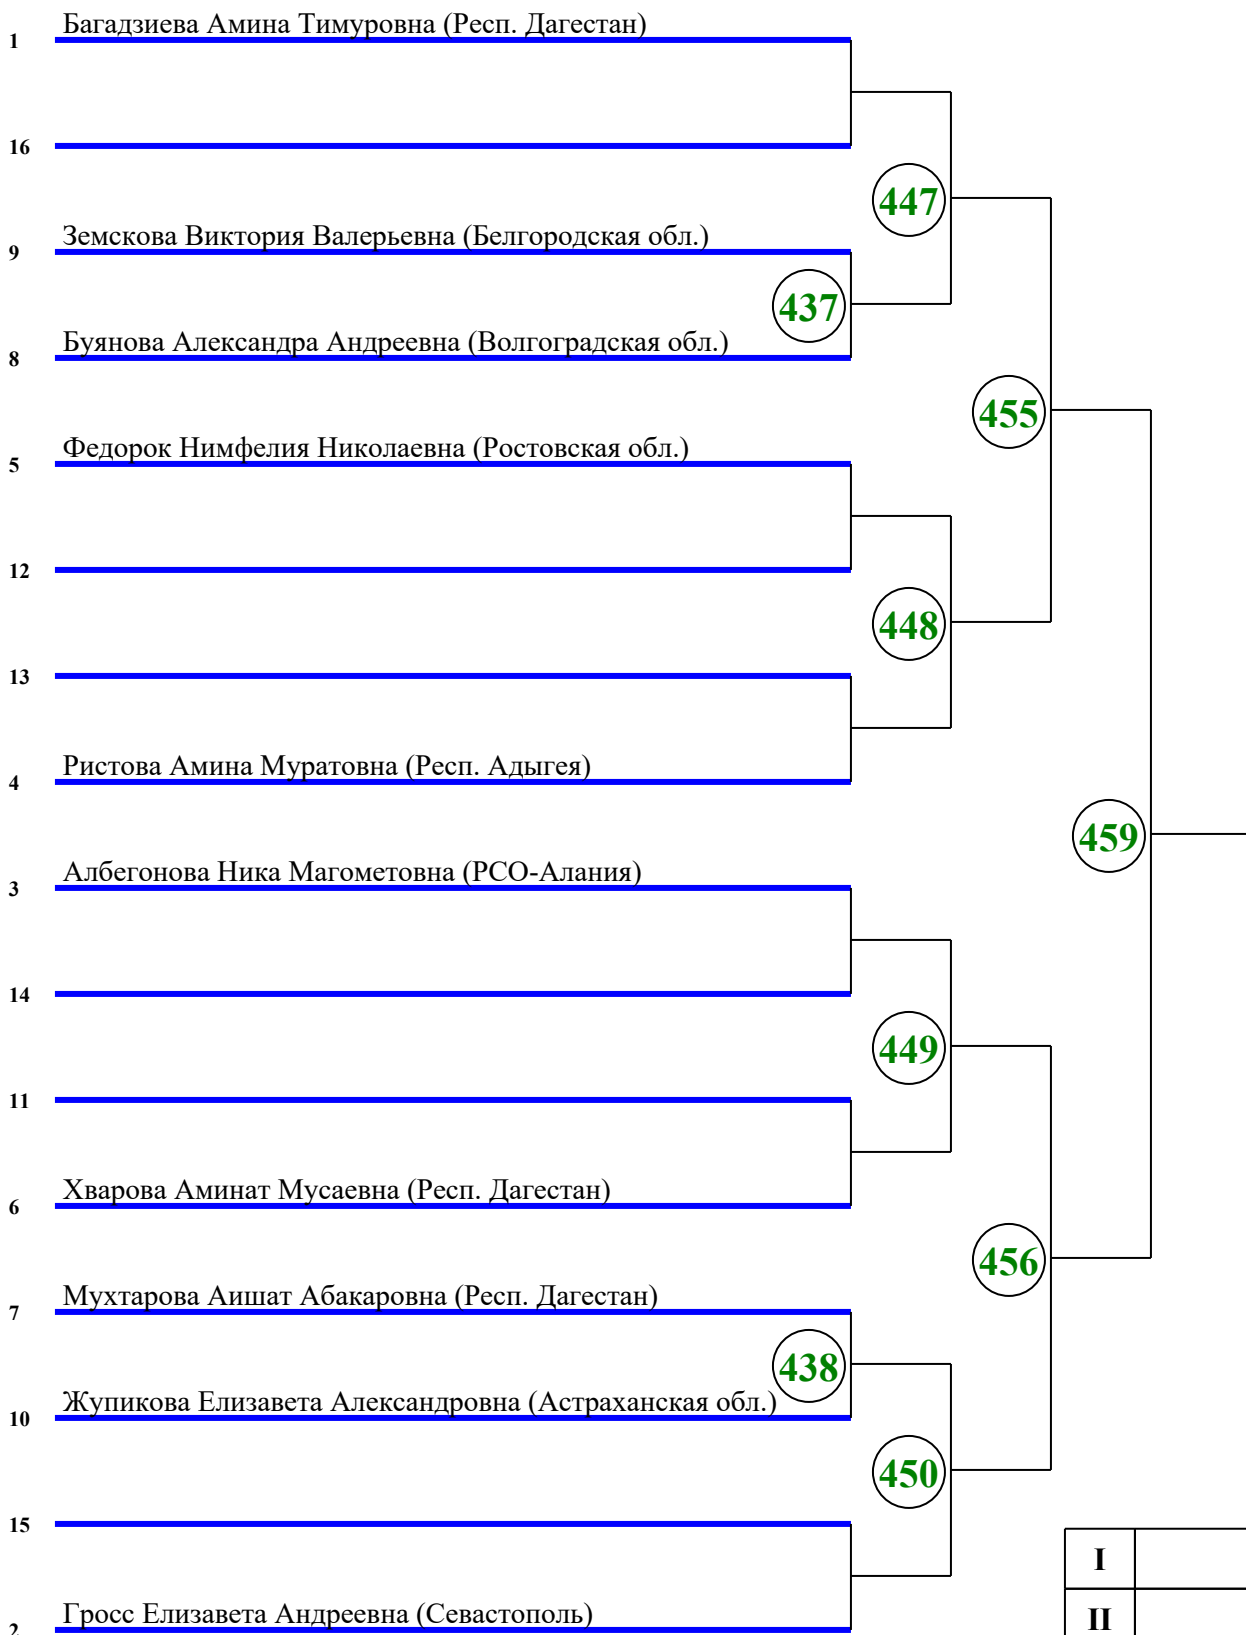 1 Багадзиева Амина Тимуровна (Респ. Дагестан)
16
447
9 Земскова Виктория Валерьевна (Белгородская обл.)
437
8 Буянова Александра Андреевна (Волгоградская обл.)
455
5 Федорок Нимфелия Николаевна (Ростовская обл.)
12
448
13
4 Ристова Амина Муратовна (Респ. Адыгея)
459
3 Албегонова Ника Магометовна (РСО-Алания)
14
449
11
6 Хварова Аминат Мусаевна (Респ. Дагестан)
456
7 Мухтарова Аишат Абакаровна (Респ. Дагестан)
438
10 Жупикова Елизавета Александровна (Астраханская обл.)
450
15
I
2 Гросс Елизавета Андреевна (Севастополь)
II